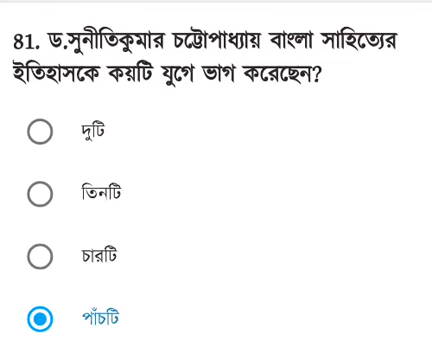 81. ড.সুনীতিকুমার চট্টোপাধ্যায় বাংলা সাহিত্যের
ইতিহাসকে কয়টি যুগে ভাগ করেছেন?
দুটি
তিনটি
চারটি
পাঁচটি